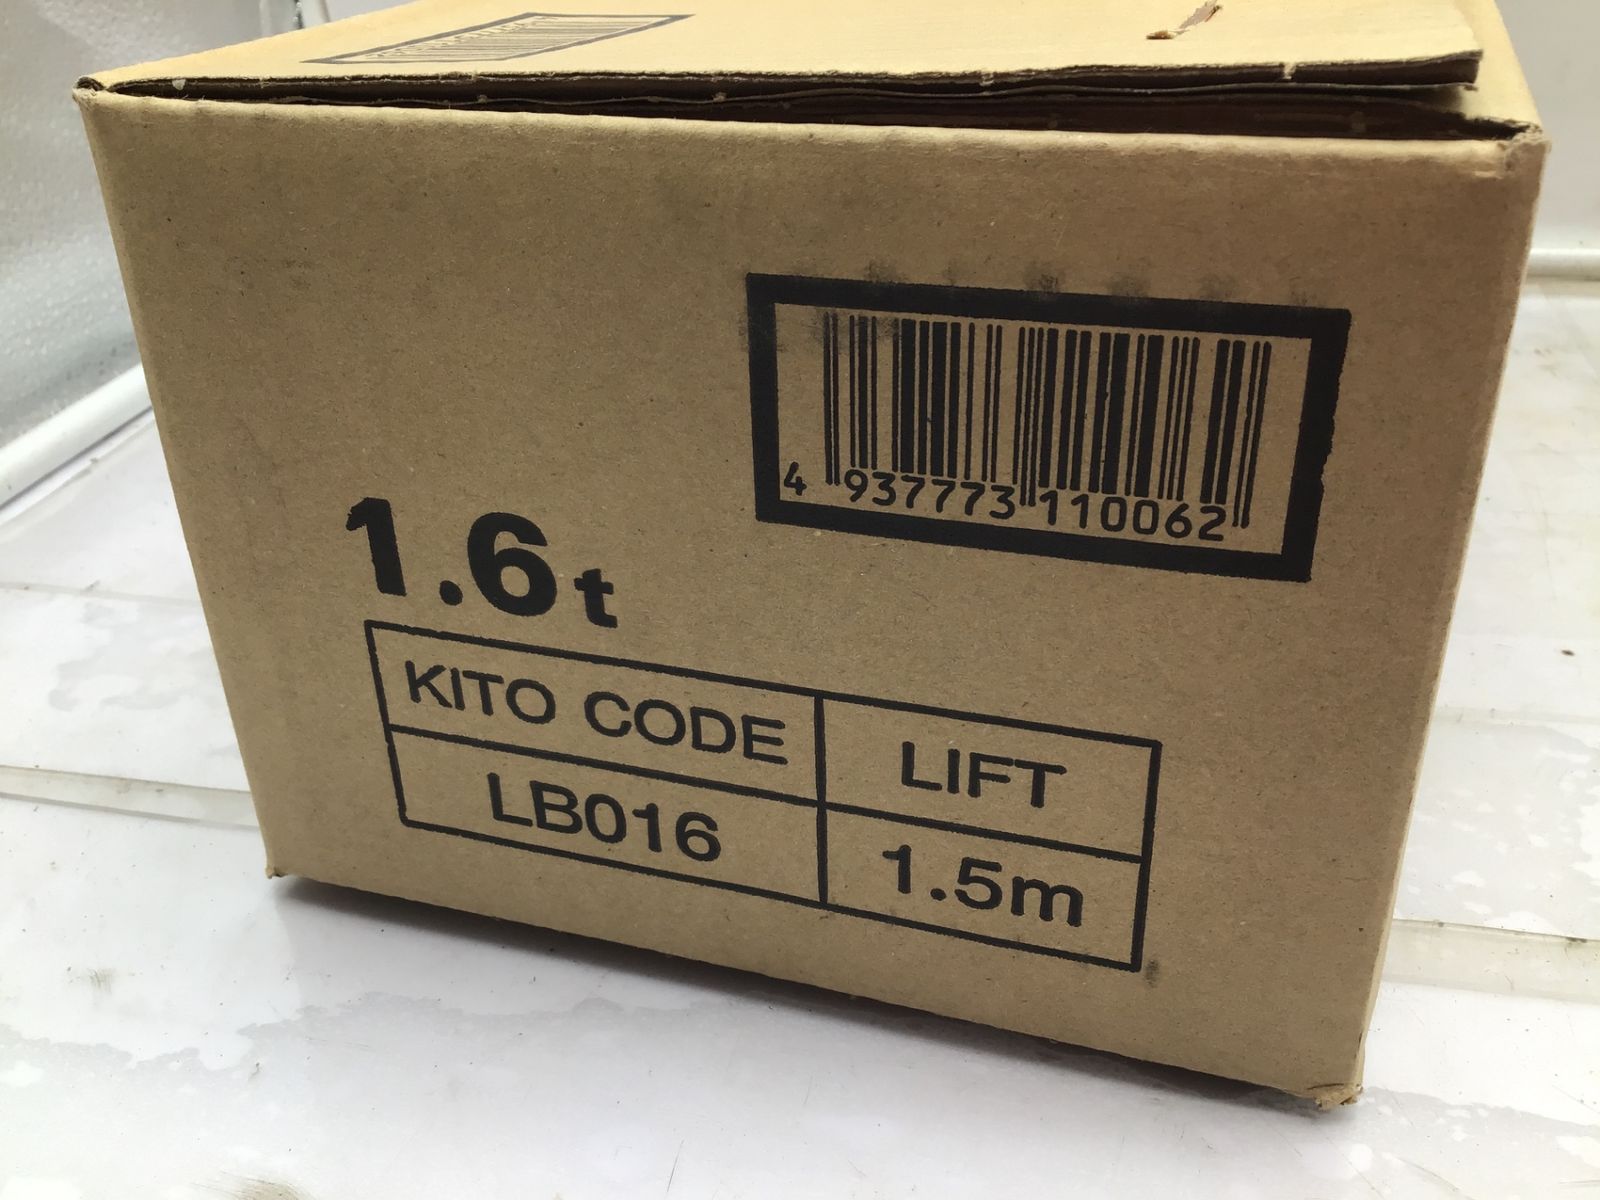 4 937773 110062
1.6t
KITO CODE LIFT
LB016 1.5m